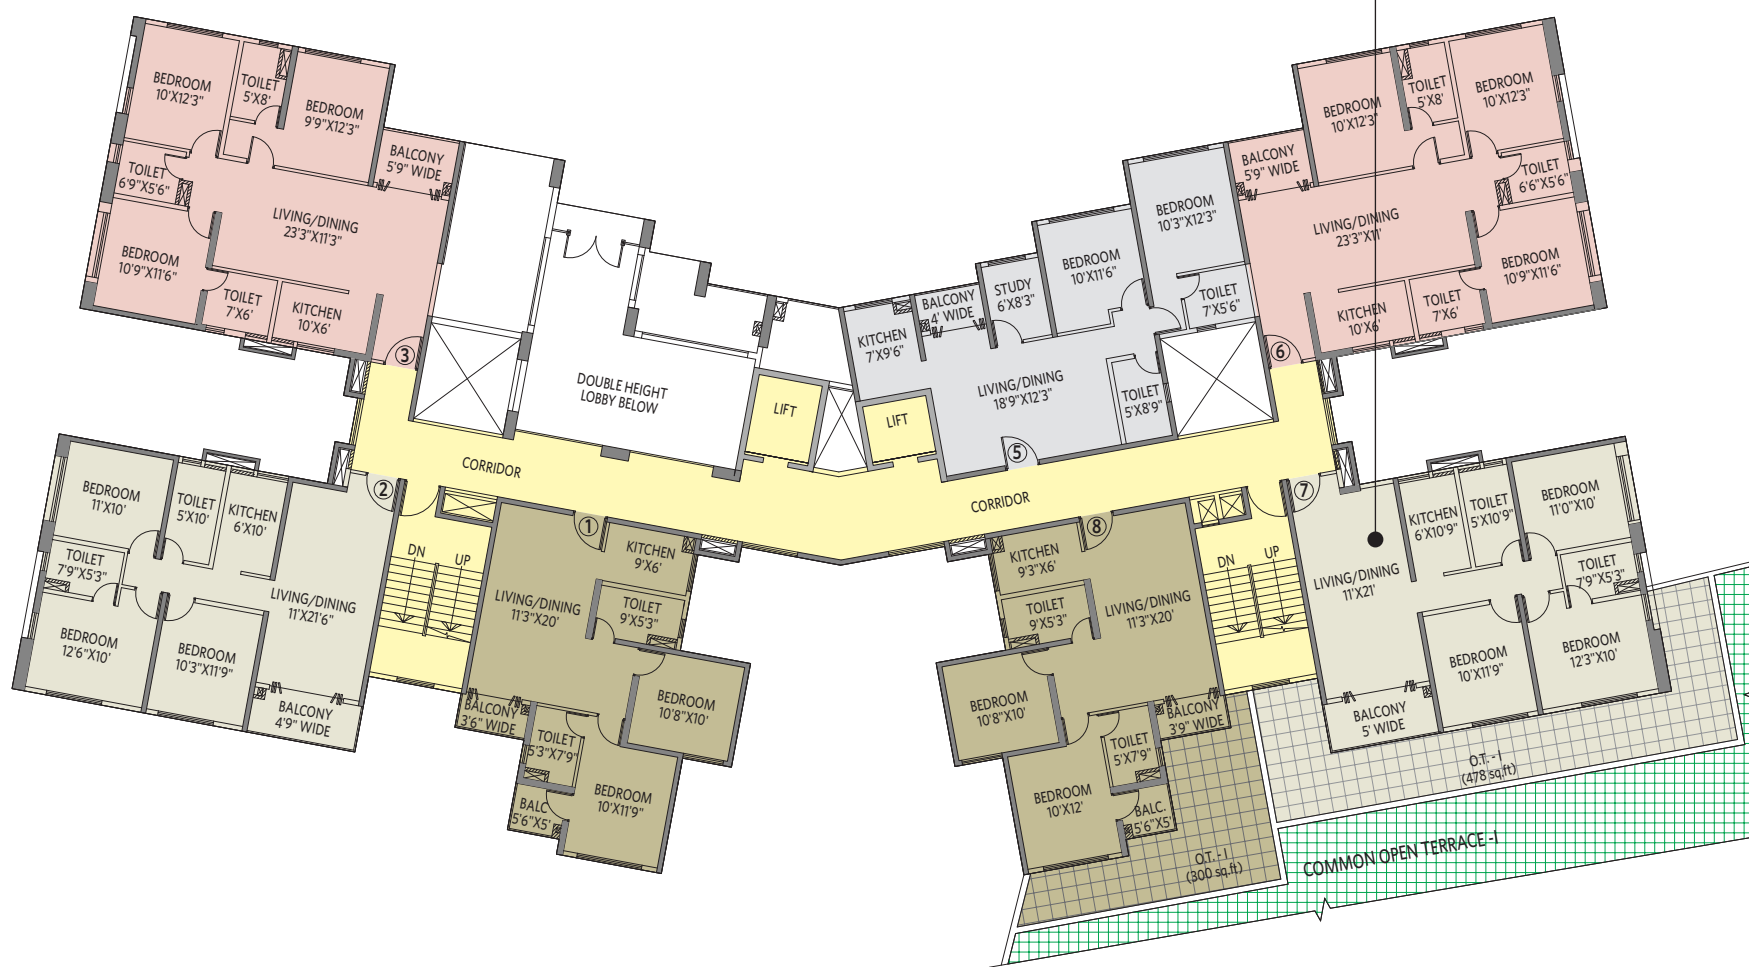 BEDROOM
10'X12'3"
TOILET
5'X8'
BEDROOM
9'9"X12'3"
BALCONY
5'9" WIDE
TOILET
6'9"X5'6"
LIVING/DINING
23'3"X11'3"
BEDROOM
10'9"X11'6"
TOILET
7'X6'
KITCHEN
10'X6'
3
DOUBLE HEIGHT
LOBBY BELOW
LIFT
LIFT
CORRIDOR
CORRIDOR
KITCHEN
7'X9'6"
BALCONY
4' WIDE
STUDY
6'X8'3"
BEDROOM
10'X11'6"
BEDROOM
10'3"X12'3"
TOILET
7'X5'6"
LIVING/DINING
18'9"X12'3"
TOILET
5'X8'9"
5
BALCONY
5'9" WIDE
BEDROOM
10'X12'3"
TOILET
5'X8'
BEDROOM
10'X12'3"
TOILET
6'6"X5'6"
LIVING/DINING
23'3"X11'
BEDROOM
10'9"X11'6"
KITCHEN
10'X6'
TOILET
7'X6'
6
BEDROOM
11'X10'
TOILET
5'X10'
KITCHEN
6'X10'
2
TOILET
7'9"X5'3"
LIVING/DINING
11'X21'6"
BEDROOM
12'6"X10'
BEDROOM
10'3"X11'9"
BALCONY
4'9" WIDE
DN
UP
1
KITCHEN
9'X6'
LIVING/DINING
11'3"X20'
TOILET
9'X5'3"
BEDROOM
10'8"X10'
BALCONY
3'6" WIDE
TOILET
5'3"X7'9"
BEDROOM
10'X11'9"
BALC.
5'6"X5'
8
KITCHEN
9'3"X6'
TOILET
9'X5'3"
LIVING/DINING
11'3"X20'
BEDROOM
10'8"X10'
BALCONY
3'9" WIDE
TOILET
5'X7'9"
BEDROOM
10'X12'
BALC.
5'6"X5'
O.T. - I
(300 sq.ft)
DN
UP
7
KITCHEN
6'X10'9"
TOILET
5'X10'9"
BEDROOM
11'0"X10'
LIVING/DINING
11'X21'
TOILET
7'9"X5'3"
BEDROOM
10'X11'9"
BEDROOM
12'3"X10'
BALCONY
5' WIDE
O.T. - I
(478 sq.ft)
COMMON OPEN TERRACE -I